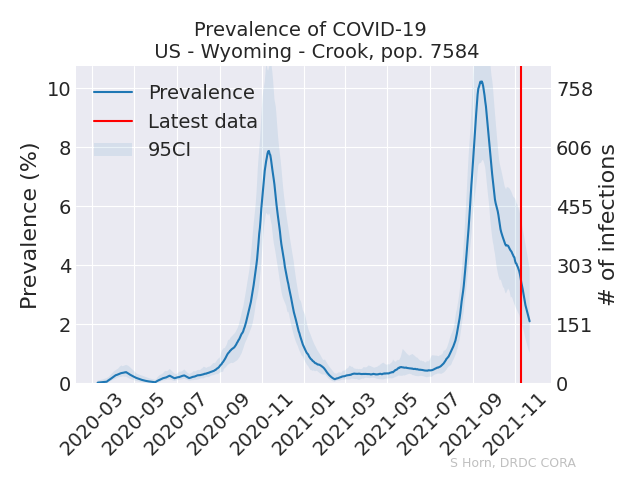 Prevalence of COVID-19
US - Wyoming - Crook, pop. 7584
Prevalence
Latest data
95CI
Prevalence (%)
10
8
6
4
2
0
# of infections
758
606
455
303
151
0
2020-03
2020-05
2020-07
2020-09
2020-11
2021-01
2021-03
2021-05
2021-07
2021-09
2021-11
S Horn, DRDC CORA